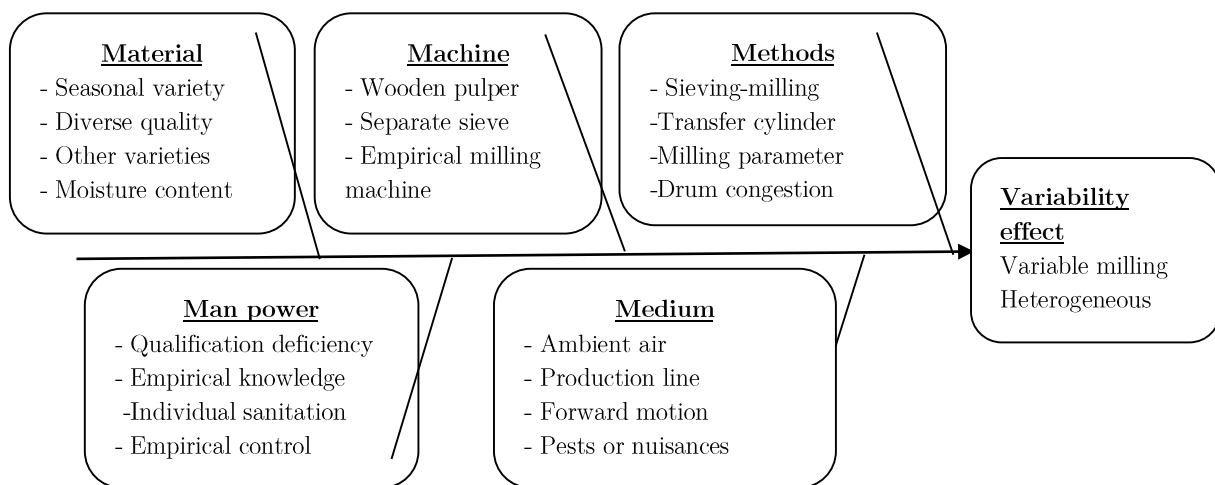 Material
- Seasonal variety
- Diverse quality
- Other varieties
- Moisture content
Machine
- Wooden pulper
- Separate sieve
- Empirical milling
machine
Methods
- Sieving-milling
-Transfer cylinder
-Milling parameter
-Drum congestion
Variability
effect
Variable milling
Heterogeneous
Man power
- Qualification deficiency
- Empirical knowledge
-Individual sanitation
- Empirical control
Medium
- Ambient air
- Production line
- Forward motion
- Pests or nuisances